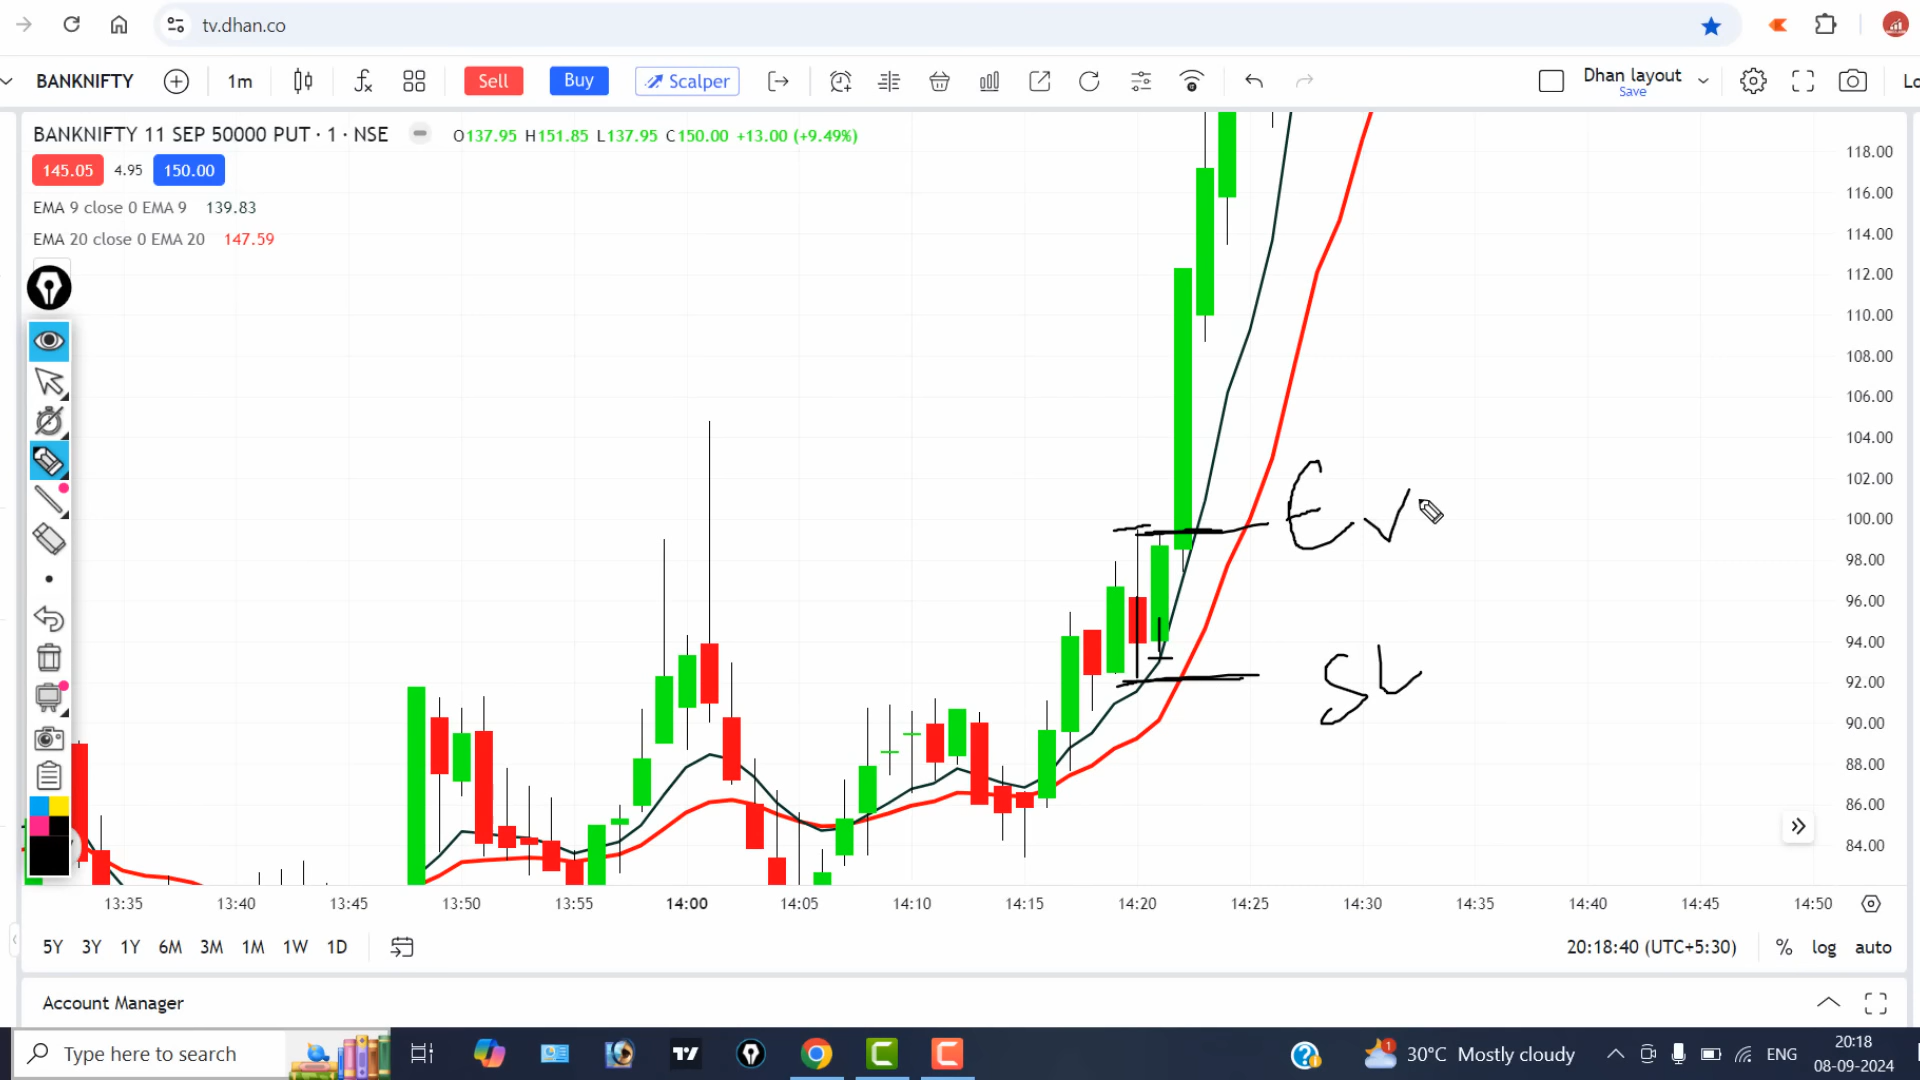 tv.dhan.co
BANKNIFTY 1m Sell Buy Scalper Dhan layout Save
BANKNIFTY 11 SEP 50000 PUT · 1 · NSE O137.95 H151.85 L137.95 C150.00 +13.00 (+9.49%)
145.05 4.95 150.00
EMA 9 close 0 EMA 9 139.83
EMA 20 close 0 EMA 20 147.59
118.00
116.00
114.00
112.00
110.00
108.00
106.00
104.00
102.00
100.00
98.00
96.00
94.00
92.00
90.00
88.00
86.00
84.00
SL
13:35 13:40 13:45 13:50 13:55 14:00 14:05 14:10 14:15 14:20 14:25 14:30 14:35 14:40 14:45 14:50
5Y 3Y 1Y 6M 3M 1M 1W 1D 20:18:40 (UTC+5:30) % log auto
Account Manager
Type here to search 30°C Mostly cloudy ENG 20:18
08-09-2024